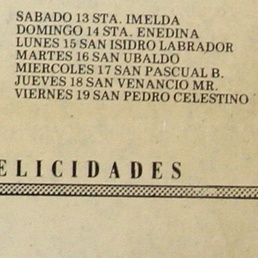 SABADO 13 STA. IMELDA
DOMINGO 14 STA. ENEDINA
LUNES 15 SAN ISIDRO LABRADOR
MARTES 16 SAN UBALDO
MIERCOLES 17 SAN PASCUAL B.
JUEVES 18 SAN VENANCIO MR.
VIERNES 19 SAN PEDRO CELESTINO
ELICIDADES